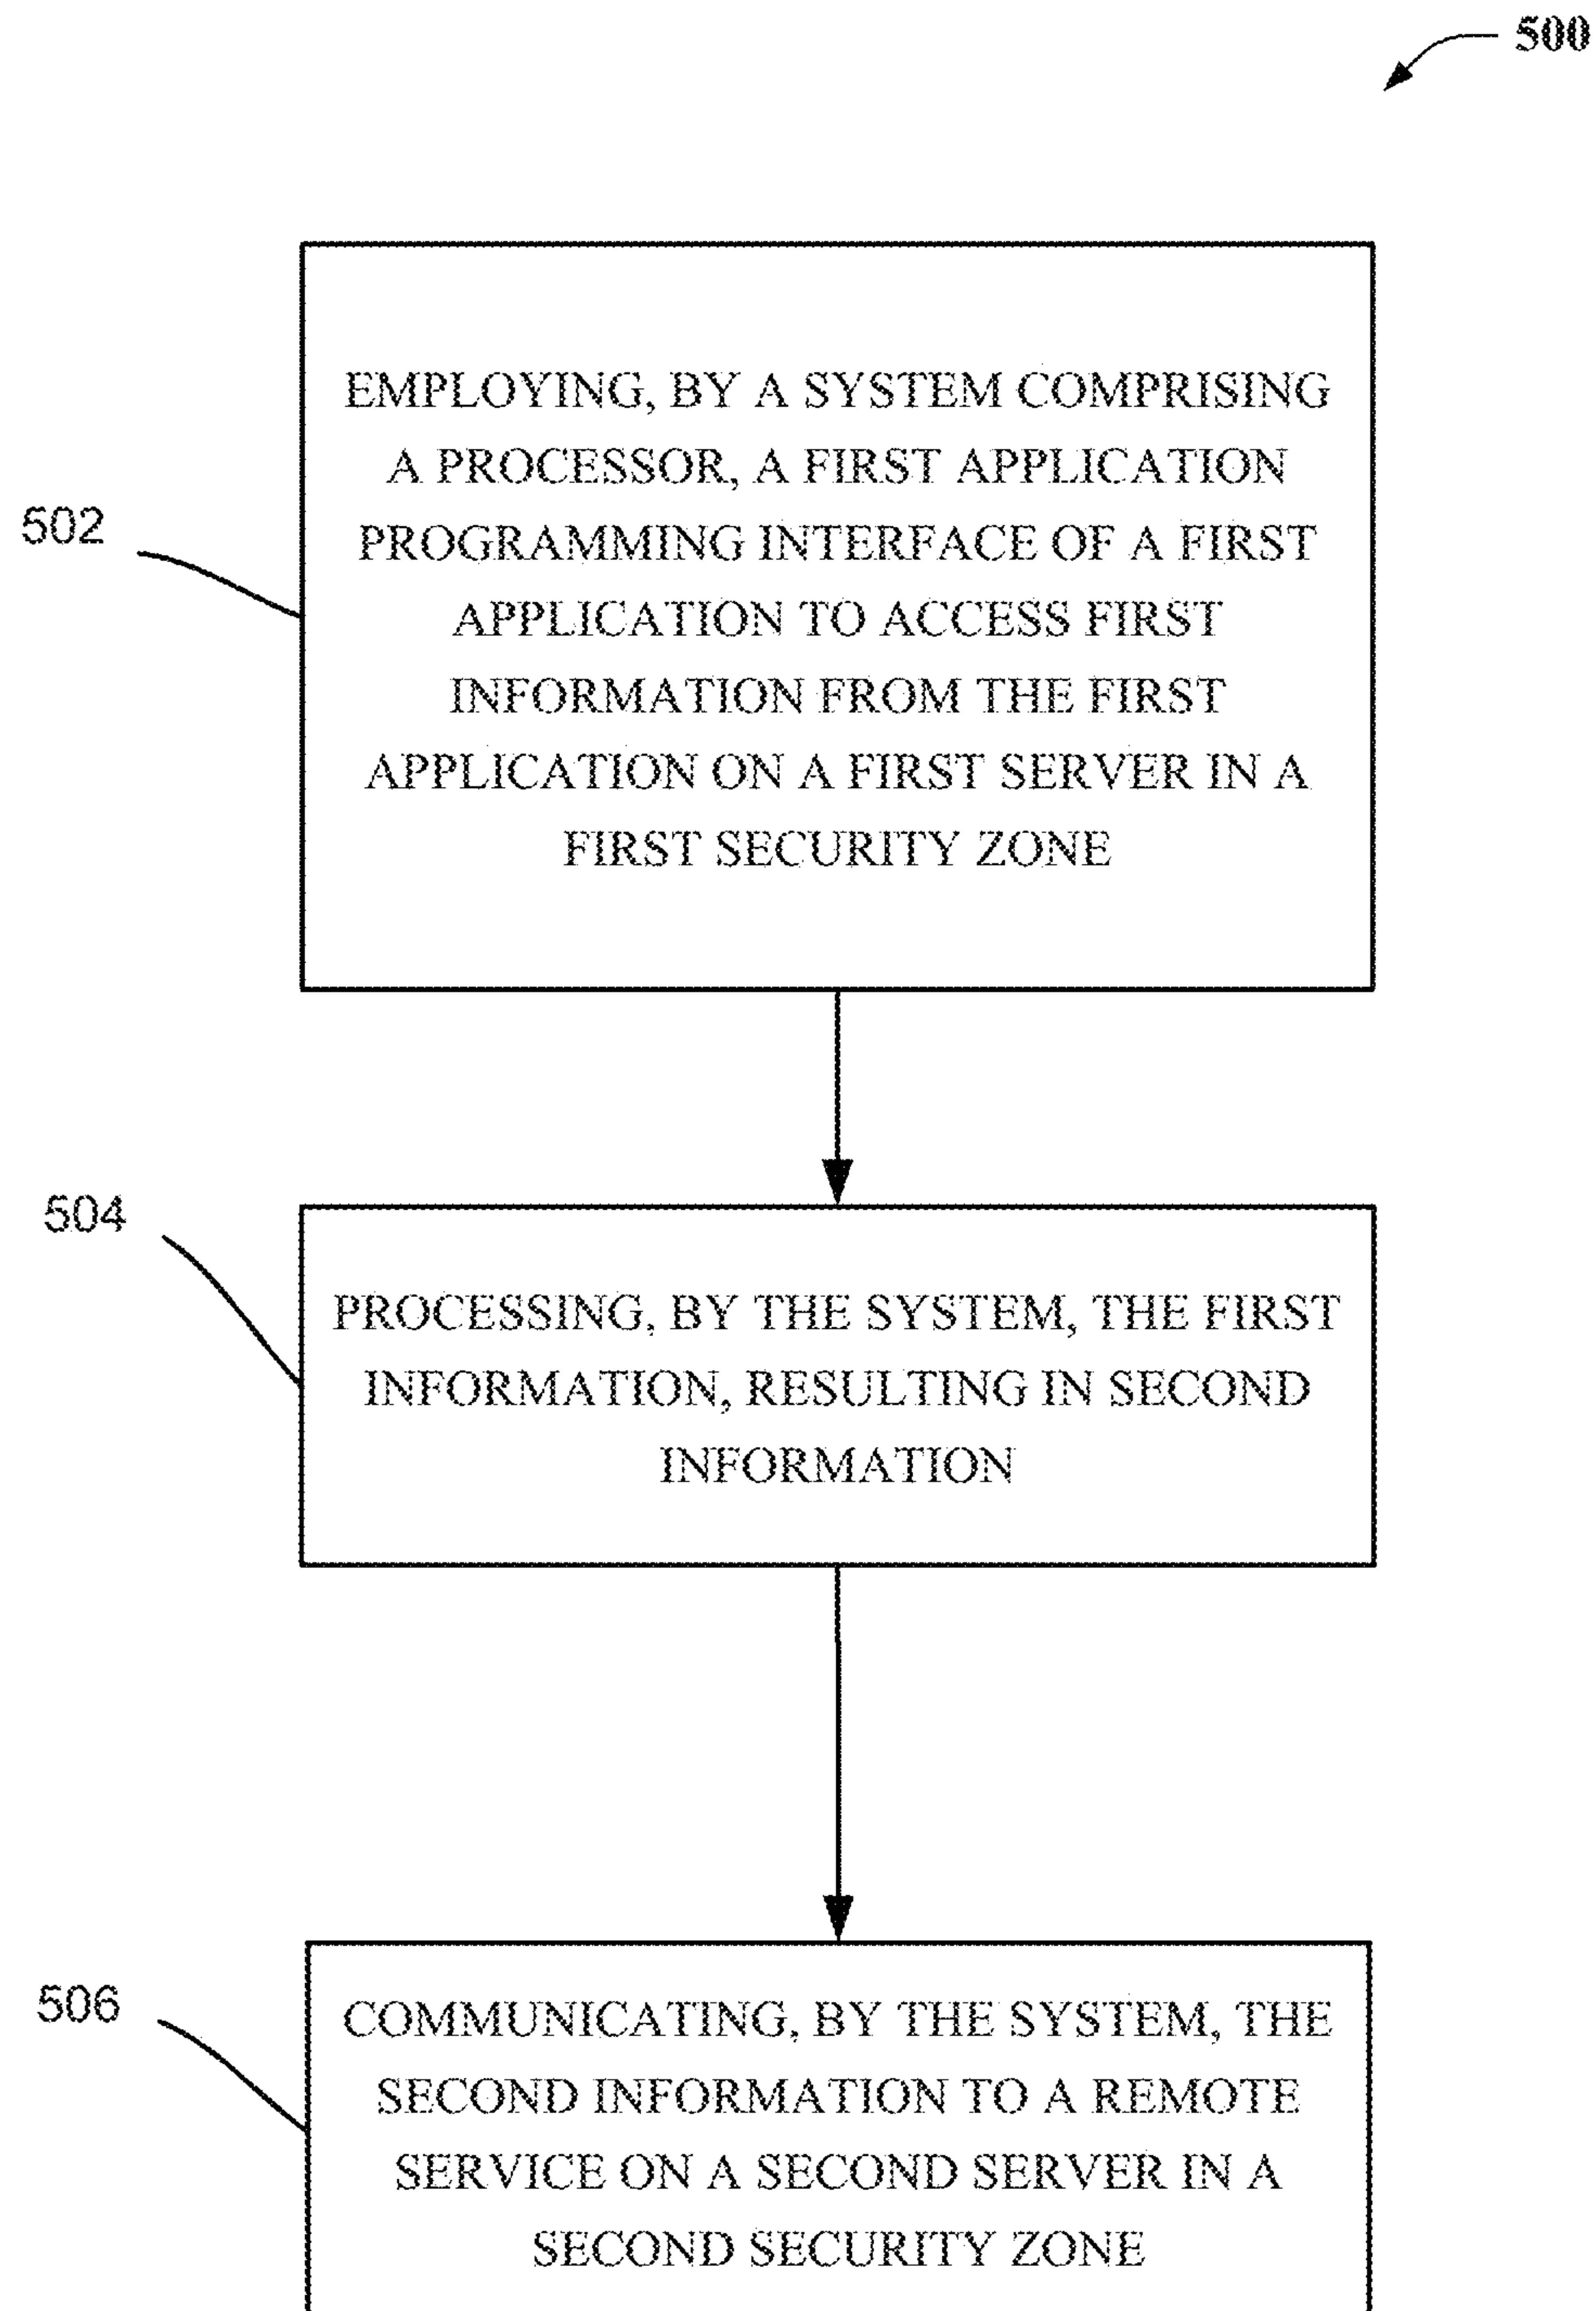 500
502
EMPLOYING, BY A SYSTEM COMPRISING
A PROCESSOR, A FIRST APPLICATION
PROGRAMMING INTERFACE OF A FIRST
APPLICATION TO ACCESS FIRST
INFORMATION FROM THE FIRST
APPLICATION ON A FIRST SERVER IN A
FIRST SECURITY ZONE
504
PROCESSING, BY THE SYSTEM, THE FIRST
INFORMATION, RESULTING IN SECOND
INFORMATION
506
COMMUNICATING, BY THE SYSTEM, THE
SECOND INFORMATION TO A REMOTE
SERVICE ON A SECOND SERVER IN A
SECOND SECURITY ZONE